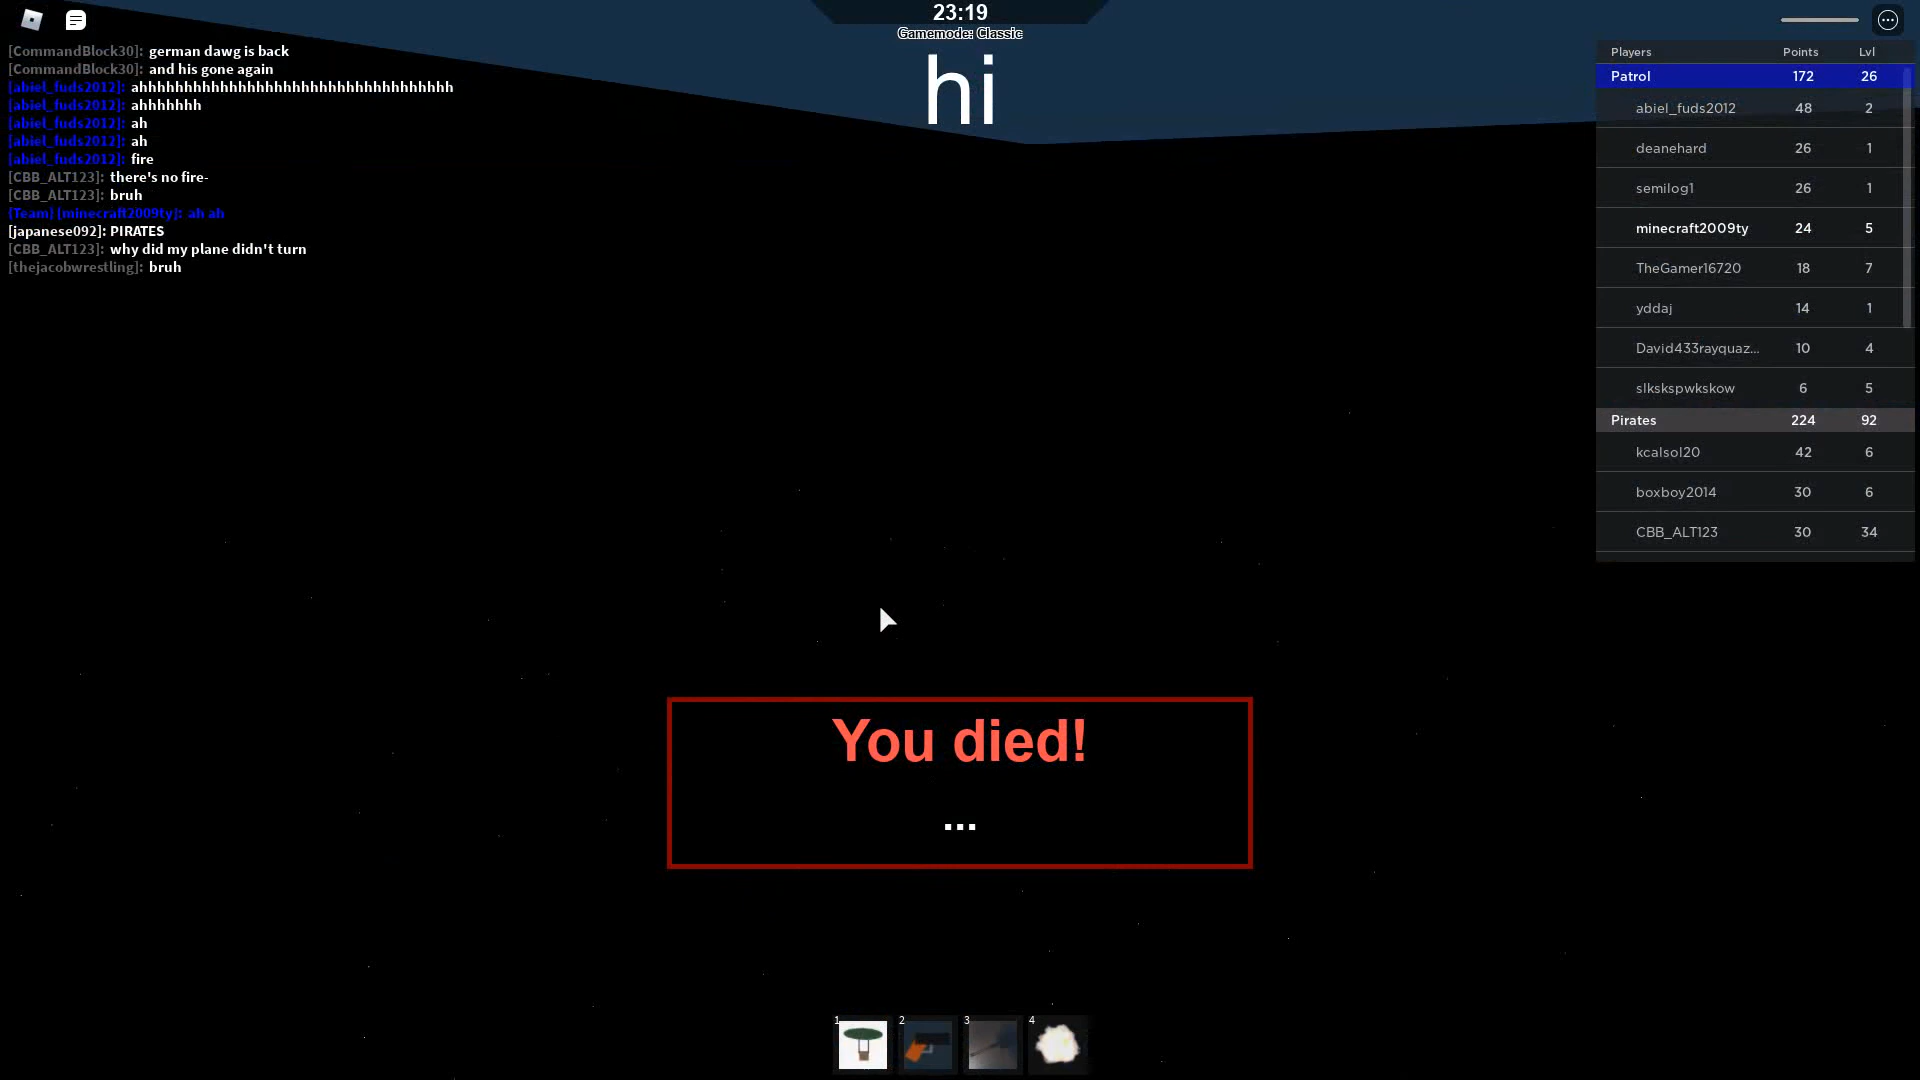 23:19
Gamemode: Classic
hi
[CommandBlock30]: german dawg is back
[CommandBlock30]: and his gone again
[abiel_fuds2012]: ahhhhhhhhhhhhhhhhhhhhhhhhhhhhhhhhhhh
[abiel_fuds2012]: ahhhhhhh
[abiel_fuds2012]: ah
[abiel_fuds2012]: ah
[abiel_fuds2012]: fire
[CBB_ALT123]: there's no fire-
[CBB_ALT123]: bruh
{Team} [minecraft2009ty]: ah ah
[japanese092]: PIRATES
[CBB_ALT123]: why did my plane didn't turn
[thejacobwrestling]: bruh
Players Points Lvl
Patrol 172 26
abiel_fuds2012 48 2
deanehard 26 1
semilog1 26 1
minecraft2009ty 24 5
TheGamer16720 18 7
yddaj 14 1
David433rayquaz... 10 4
slkskspwkskow 6 5
Pirates 224 92
kcalsol20 42 6
boxboy2014 30 6
CBB_ALT123 30 34
You died!
...
1 2 3 4